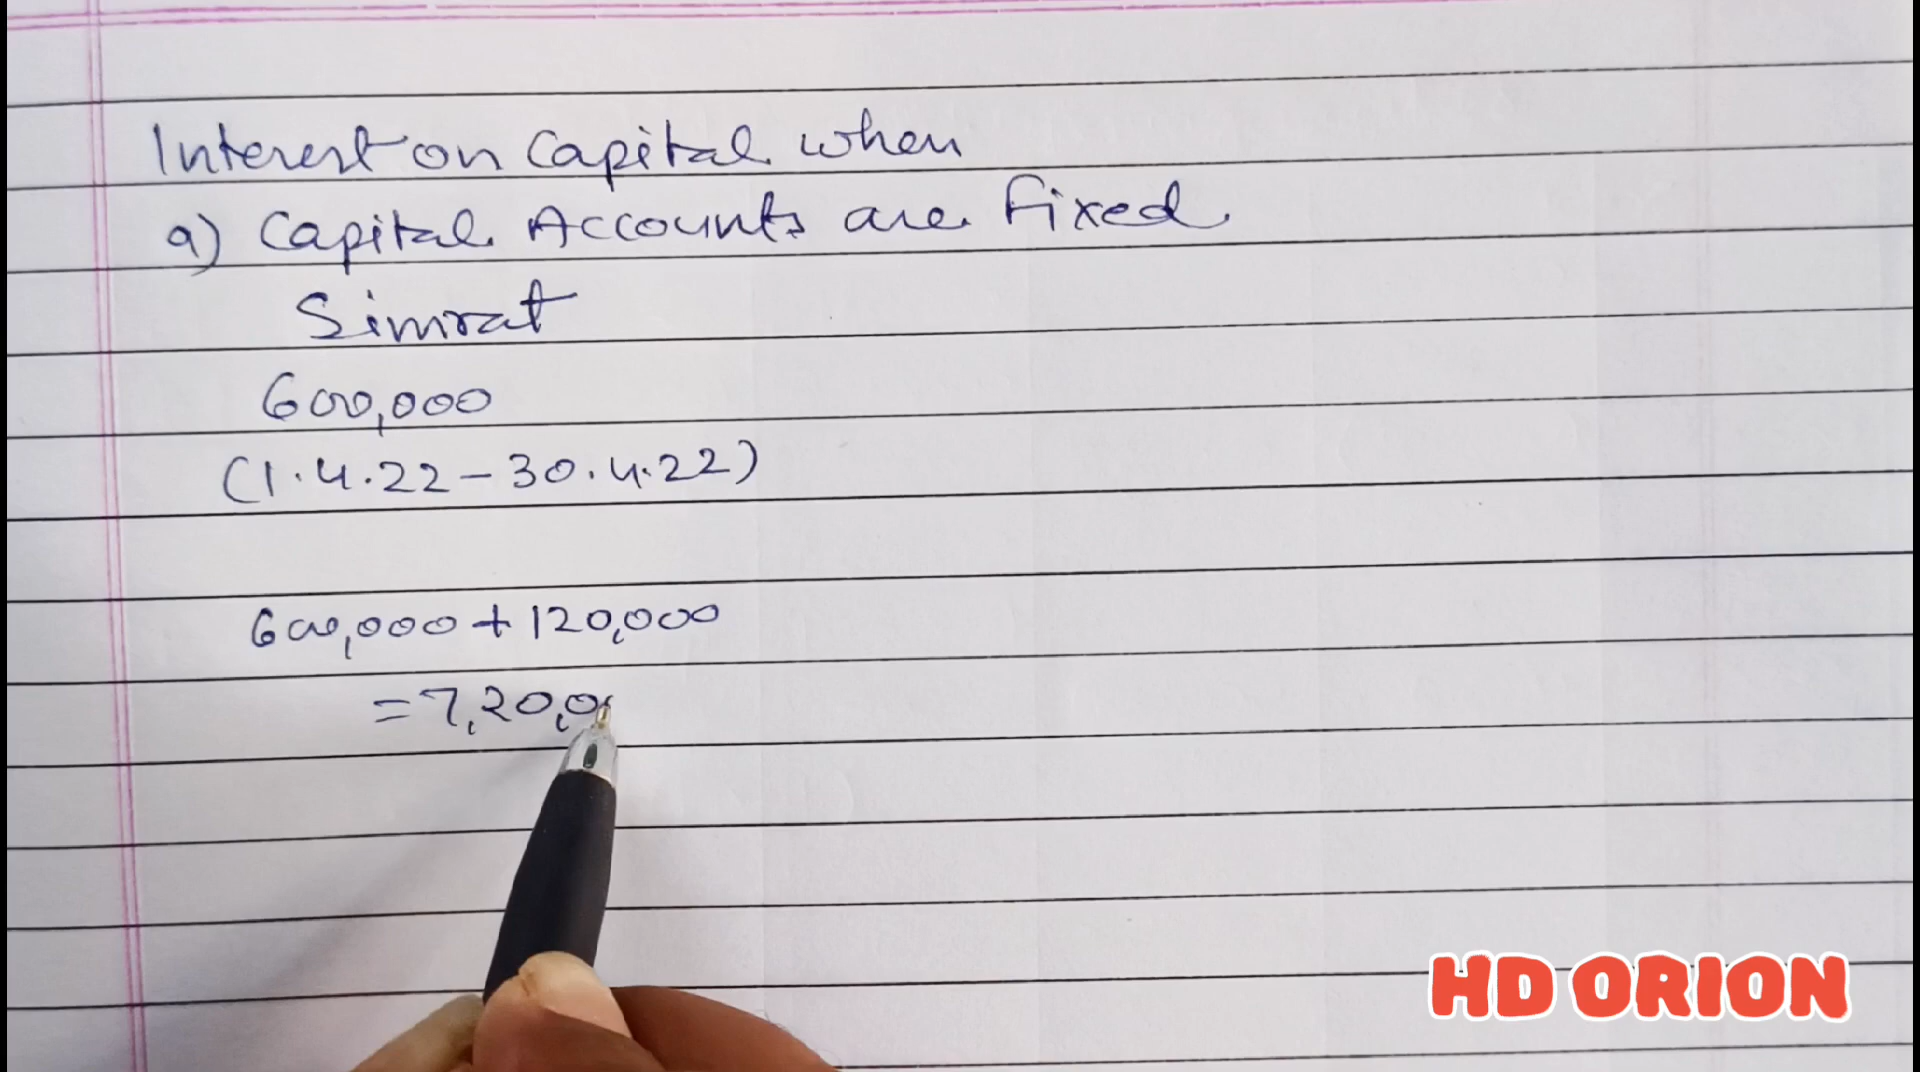 Interest on Capital when
a) Capital Accounts are Fixed
Simrat
600,000
(1.4.22-30.4.22)
600,000+120,000
=7,20,0
HD ORION